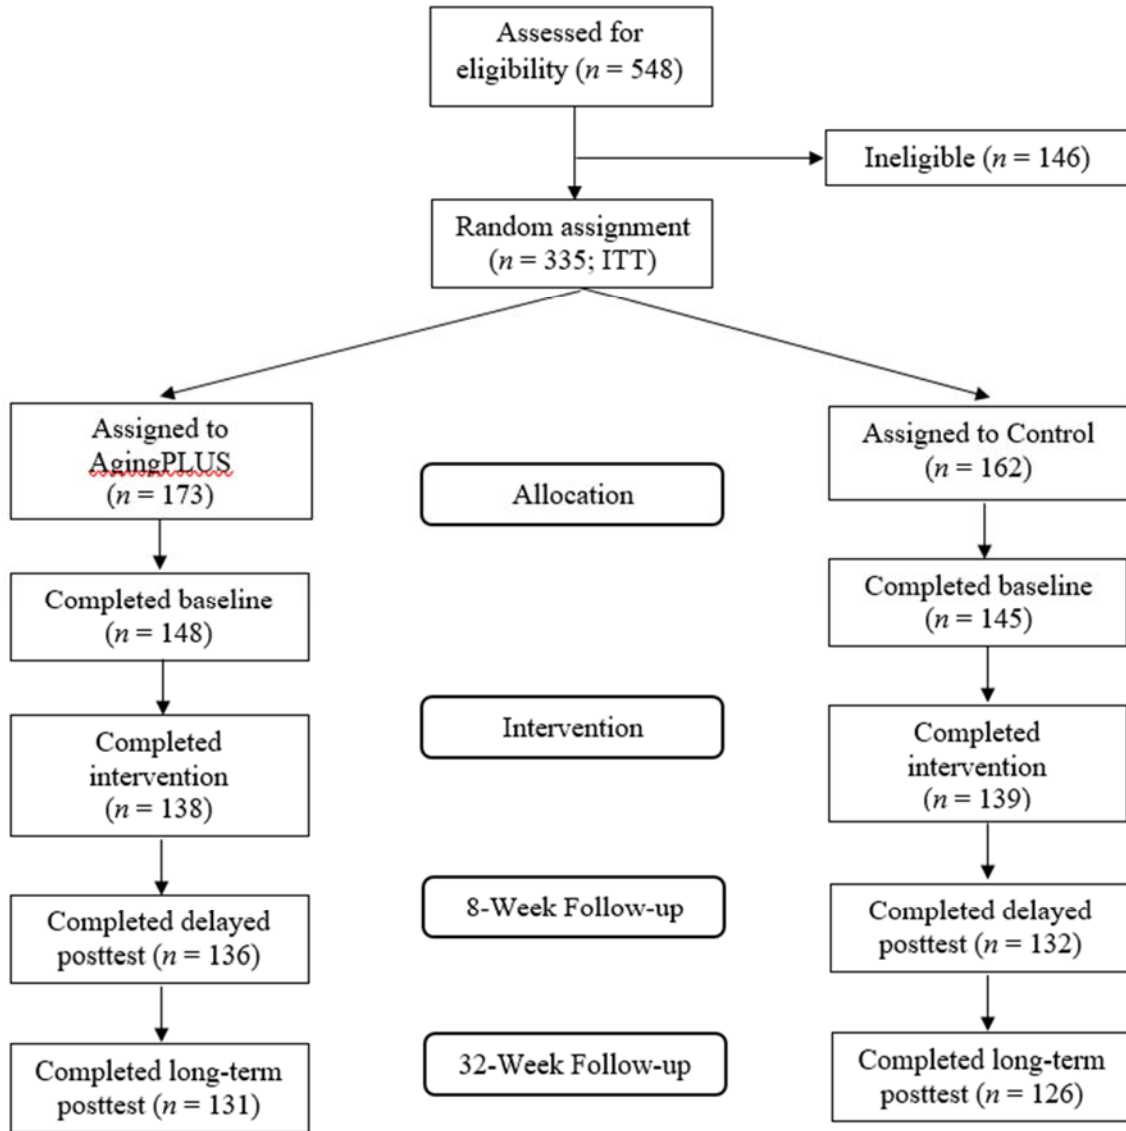 Assessed for
eligibility (n = 548)
Ineligible (n = 146)
Random assignment
(n = 335; ITT)
Assigned to
AgingPLUS
(n = 173)
Assigned to Control
(n = 162)
Allocation
Completed baseline
(n = 148)
Completed baseline
(n = 145)
Intervention
Completed
intervention
(n = 138)
Completed
intervention
(n = 139)
8-Week Follow-up
Completed delayed
posttest (n = 136)
Completed delayed
posttest (n = 132)
32-Week Follow-up
Completed long-term
posttest (n = 131)
Completed long-term
posttest (n = 126)